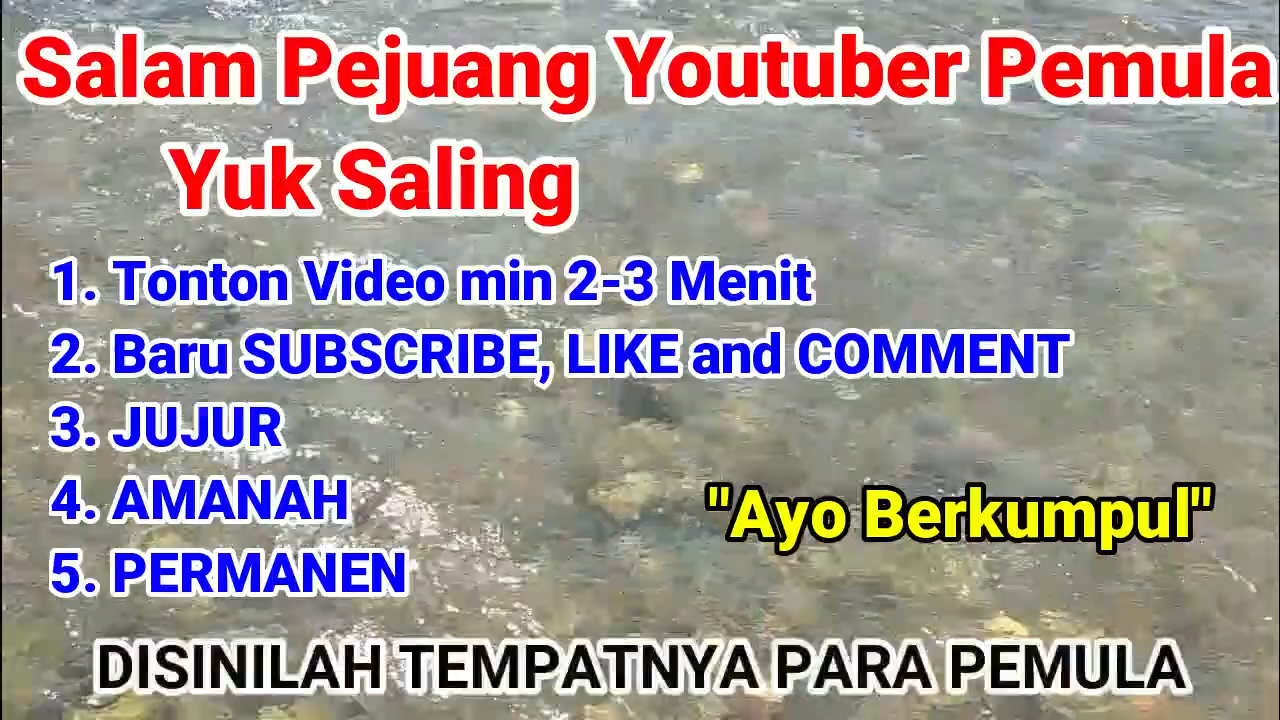 Salam Pejuang Youtuber Pemula
Yuk Saling
1. Tonton Video min 2-3 Menit
2. Baru SUBSCRIBE, LIKE and COMMENT
3. JUJUR
4. AMANAH
5. PERMANEN
"Ayo Berkumpul"
DISINILAH TEMPATNYA PARA PEMULA